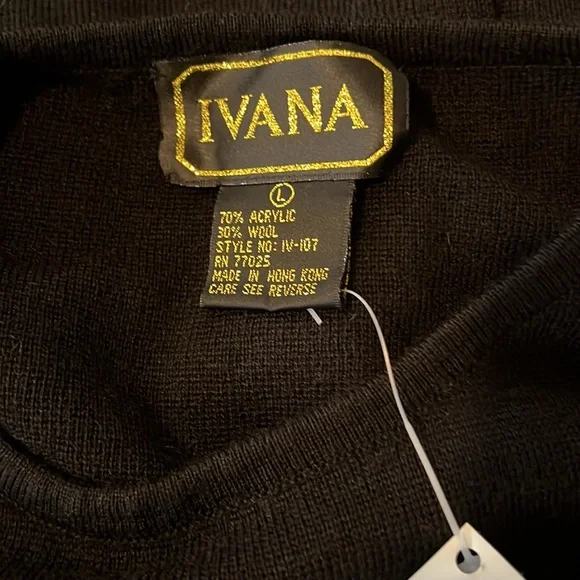 IVANA
L
70% ACRYLIC
30% WOOL
STYLE NO: IV-107
RN 77025
MADE IN HONG KONG
CARE SEE REVERSE